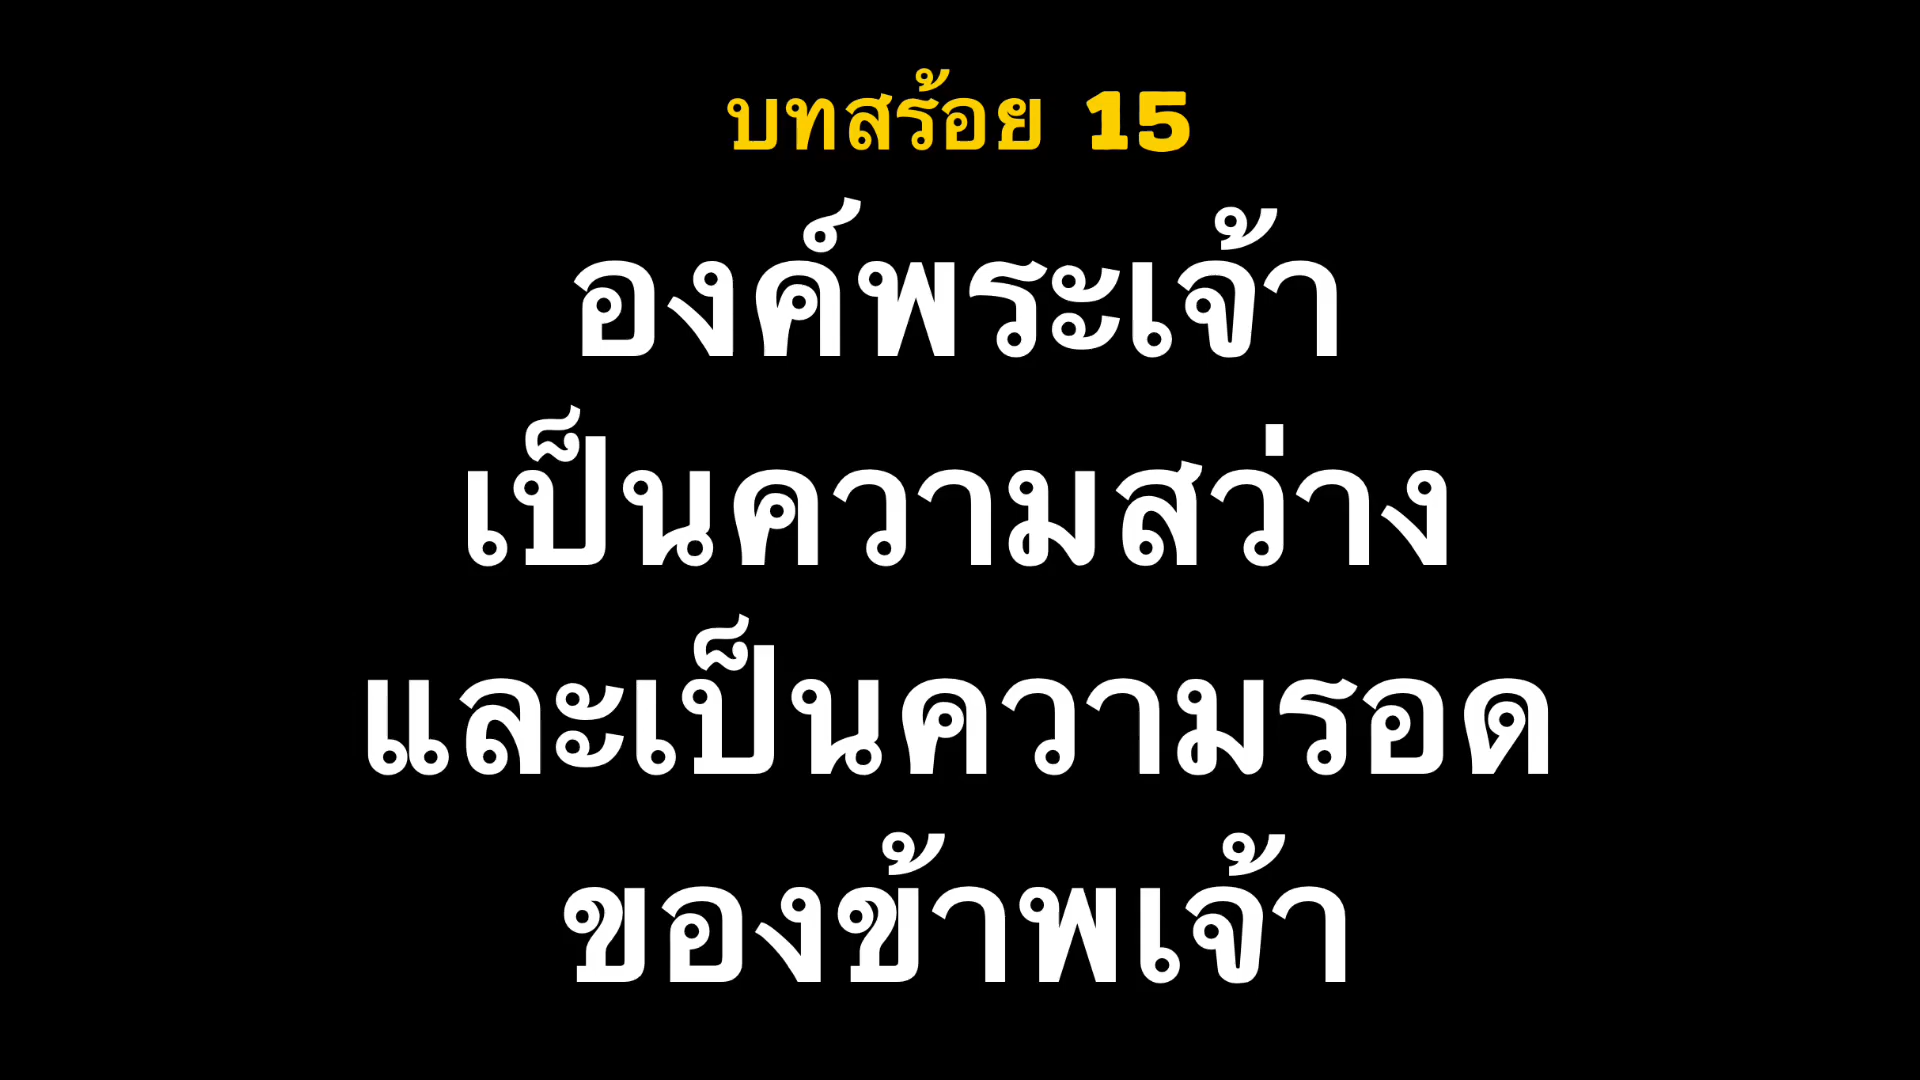 บทสร้อย 15
องค์พระเจ้า
เป็นความสว่าง
และเป็นความรอด
ของข้าพเจ้า